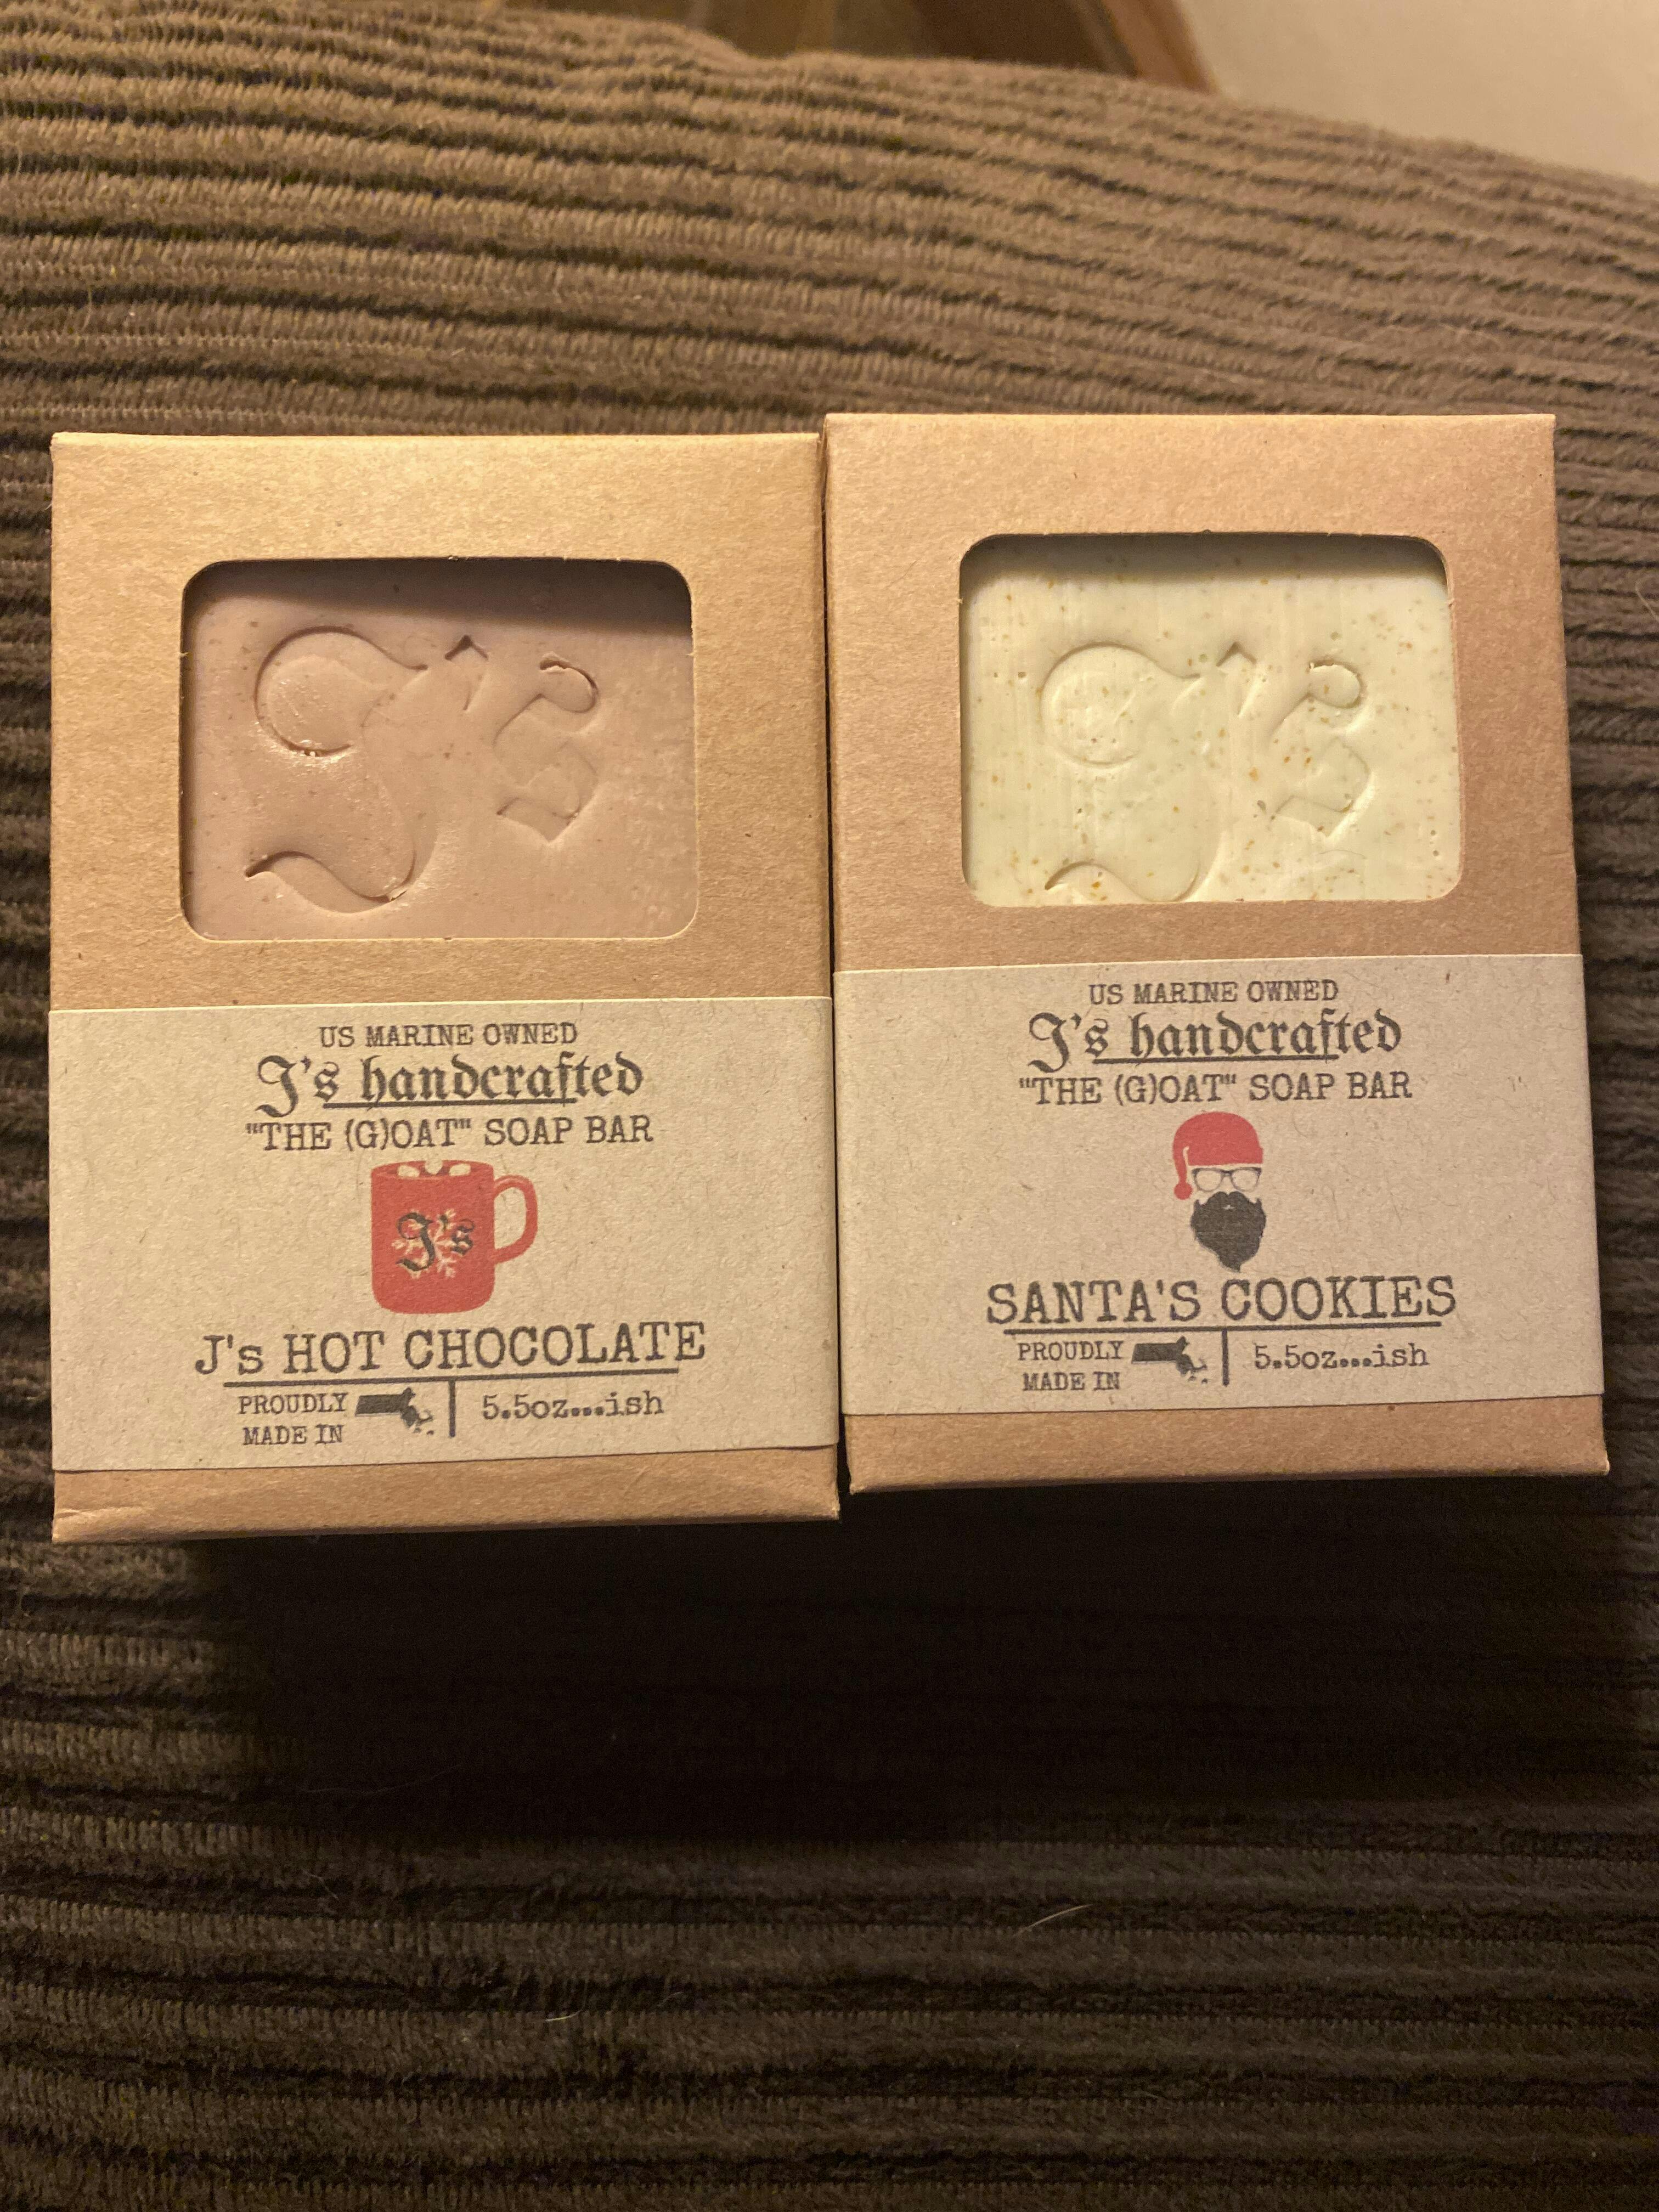 J's
US MARINE OWNED
J's handcrafted
"THE (G)OAT" SOAP BAR
J's
J's HOT CHOCOLATE
PROUDLY
MADE IN
5.5oz...ish
J's
US MARINE OWNED
J's handcrafted
"THE (G)OAT" SOAP BAR
SANTA'S COOKIES
PROUDLY
MADE IN
5.5oz...ish